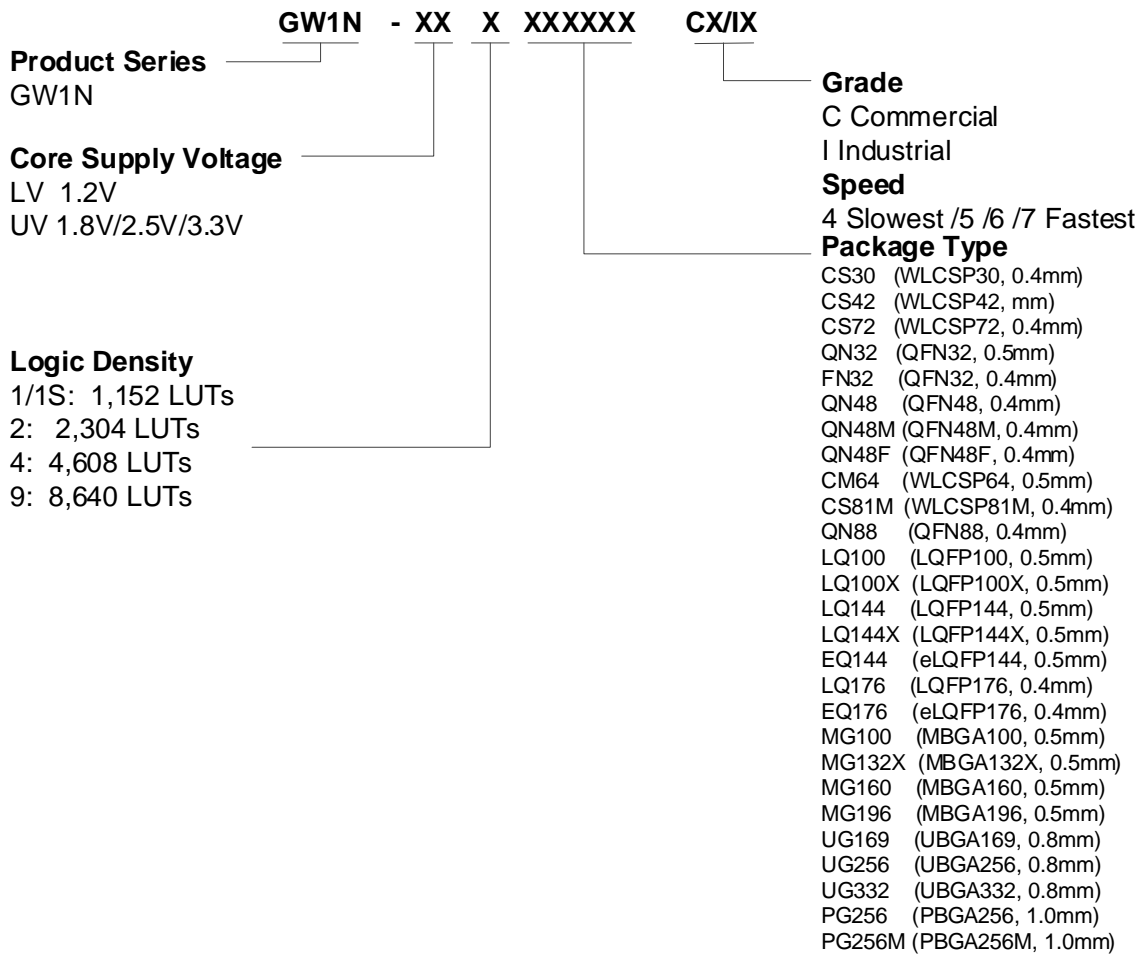 GW1N - XX X XXXXXX CX/IX
Product Series
GW1N
Core Supply Voltage
LV 1.2V
UV 1.8V/2.5V/3.3V
Logic Density
1/1S: 1,152 LUTs
2: 2,304 LUTs
4: 4,608 LUTs
9: 8,640 LUTs
Grade
C Commercial
I Industrial
Speed
4 Slowest /5 /6 /7 Fastest
Package Type
CS30 (WLCSP30, 0.4mm)
CS42 (WLCSP42, mm)
CS72 (WLCSP72, 0.4mm)
QN32 (QFN32, 0.5mm)
FN32 (QFN32, 0.4mm)
QN48 (QFN48, 0.4mm)
QN48M (QFN48M, 0.4mm)
QN48F (QFN48F, 0.4mm)
CM64 (WLCSP64, 0.5mm)
CS81M (WLCSP81M, 0.4mm)
QN88 (QFN88, 0.4mm)
LQ100 (LQFP100, 0.5mm)
LQ100X (LQFP100X, 0.5mm)
LQ144 (LQFP144, 0.5mm)
LQ144X (LQFP144X, 0.5mm)
EQ144 (eLQFP144, 0.5mm)
LQ176 (LQFP176, 0.4mm)
EQ176 (eLQFP176, 0.4mm)
MG100 (MBGA100, 0.5mm)
MG132X (MBGA132X, 0.5mm)
MG160 (MBGA160, 0.5mm)
MG196 (MBGA196, 0.5mm)
UG169 (UBGA169, 0.8mm)
UG256 (UBGA256, 0.8mm)
UG332 (UBGA332, 0.8mm)
PG256 (PBGA256, 1.0mm)
PG256M (PBGA256M, 1.0mm)